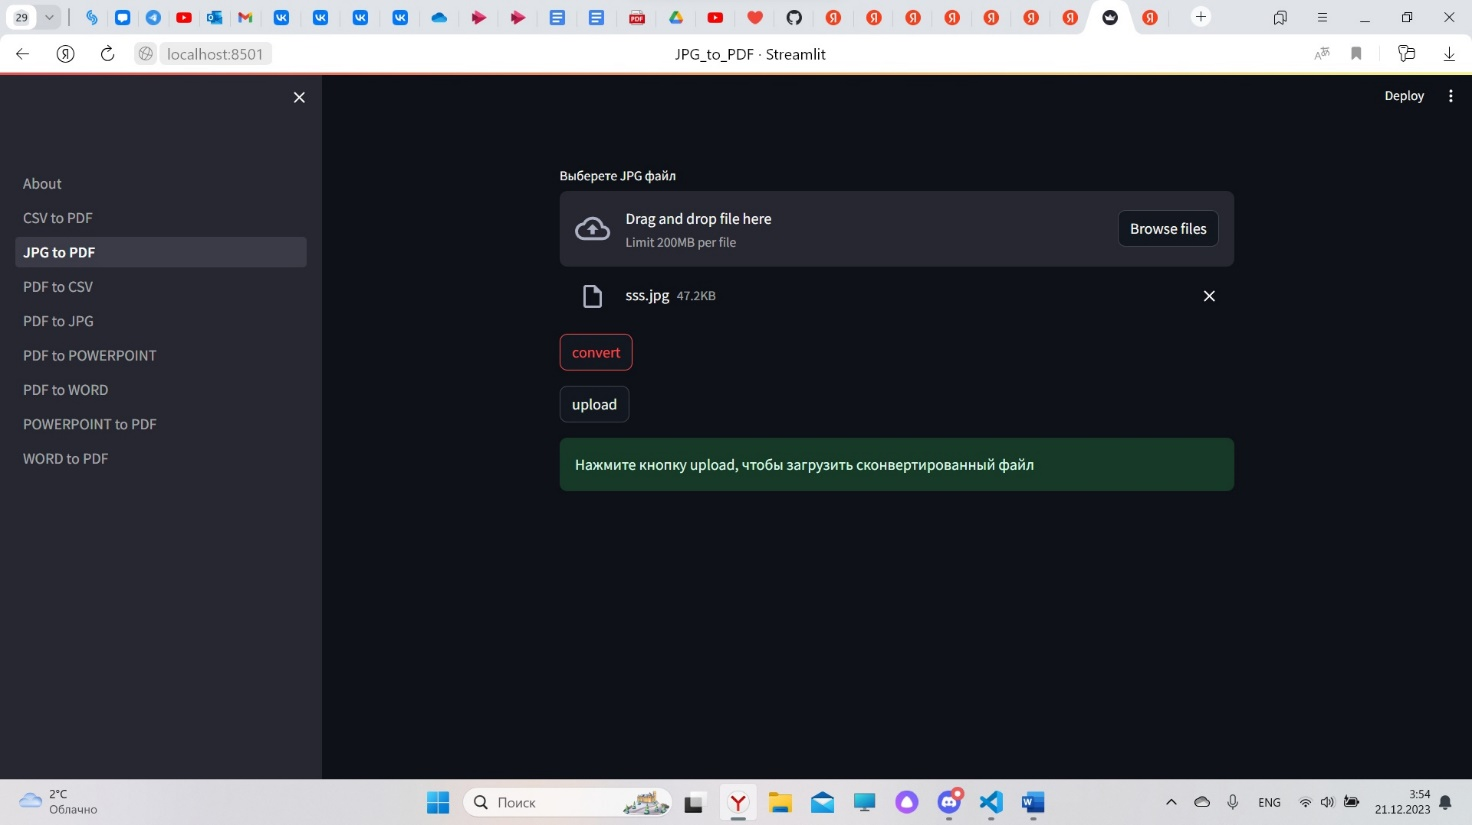 29
localhost:8501
JPG_to_PDF · Streamlit
Deploy
About
CSV to PDF
JPG to PDF
PDF to CSV
PDF to JPG
PDF to POWERPOINT
PDF to WORD
POWERPOINT to PDF
WORD to PDF
Выберете JPG файл
Drag and drop file here
Limit 200MB per file
Browse files
sss.jpg 47.2KB
convert
upload
Нажмите кнопку upload, чтобы загрузить сконвертированный файл
2°C
Облачно
Поиск
ENG
3:54
21.12.2023